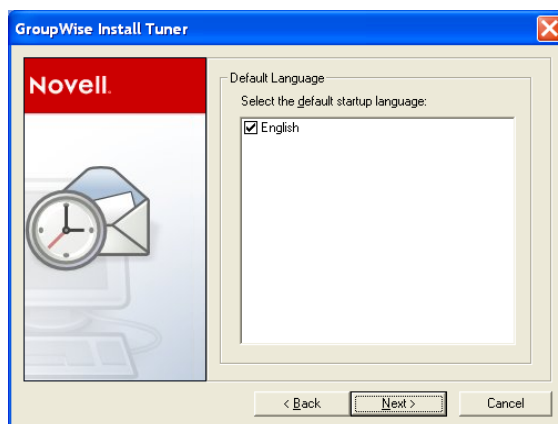 GroupWise Install Tuner
Novell.
Default Language
Select the default startup language:
English
< Back
Next >
Cancel